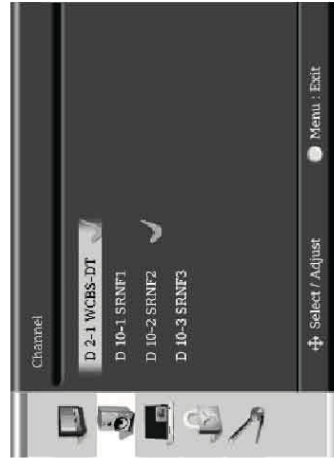 Channel
D 2-1 WCBS-DT
D 10-1 SRNF1
D 10-2 SRNF2
D 10-3 SRNF3
Select / Adjust Menu : Exit